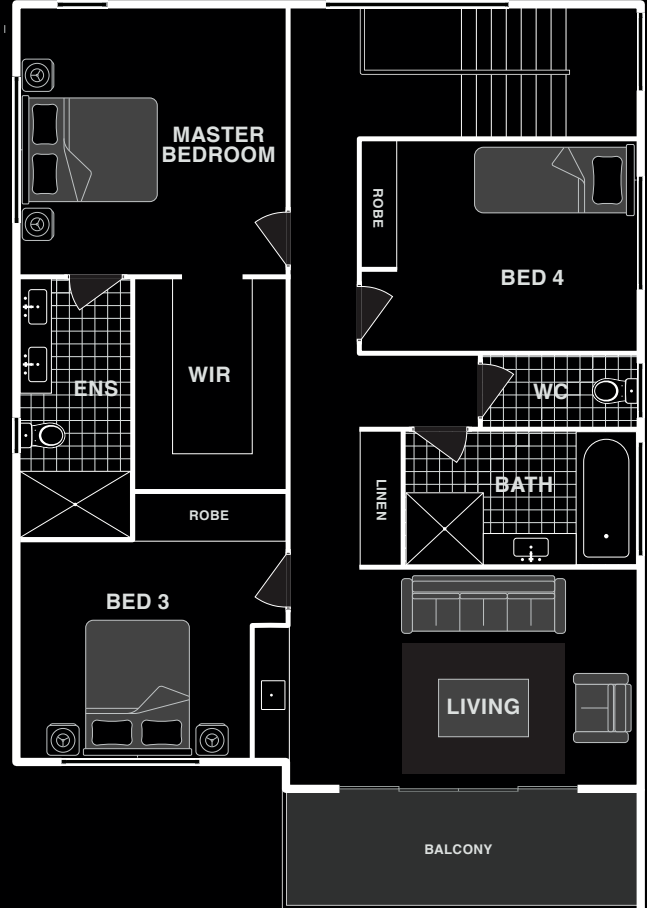 MASTER
BEDROOM
ROBE
BED 4
ENS
WIR
WC
ROBE
LINEN
BATH
BED 3
LIVING
BALCONY